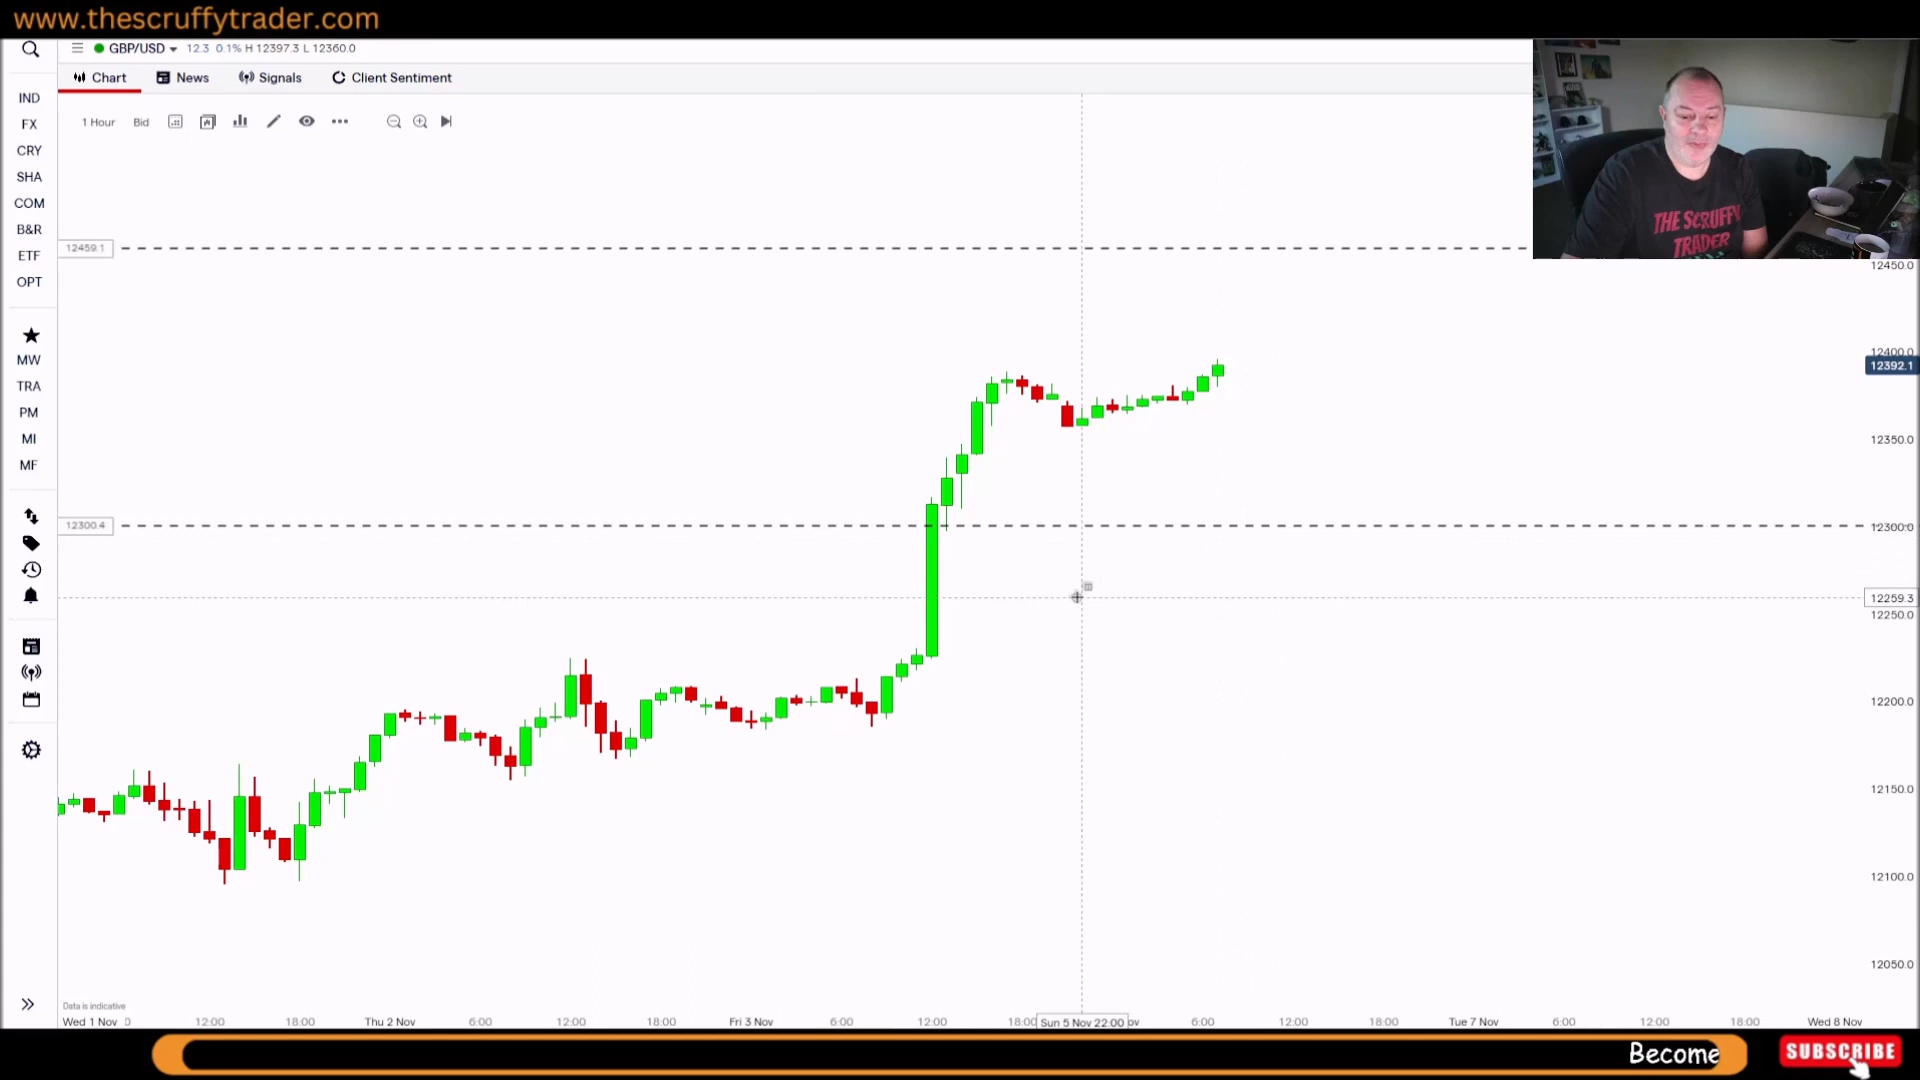 www.thescruffytrader.com
GBP/USD 12.3 0.1% H 12397.3 L 12360.0
Chart News Signals Client Sentiment
1 Hour Bid
IND
FX
CRY
SHA
COM
B&R
ETF
OPT
MW
TRA
PM
MI
MF
THE SCRUFFY
TRADER
12459.1
12450.0
12400.0
12392.1
12350.0
12300.4
12300.0
12259.3
12250.0
12200.0
12150.0
12100.0
12050.0
Data is indicative
Wed 1 Nov 0 12:00 18:00 Thu 2 Nov 6:00 12:00 18:00 Fri 3 Nov 6:00 12:00 18:00 Sun 5 Nov 22:00 ov 6:00 12:00 18:00 Tue 7 Nov 6:00 12:00 18:00 Wed 8 Nov
Become
SUBSCRIBE